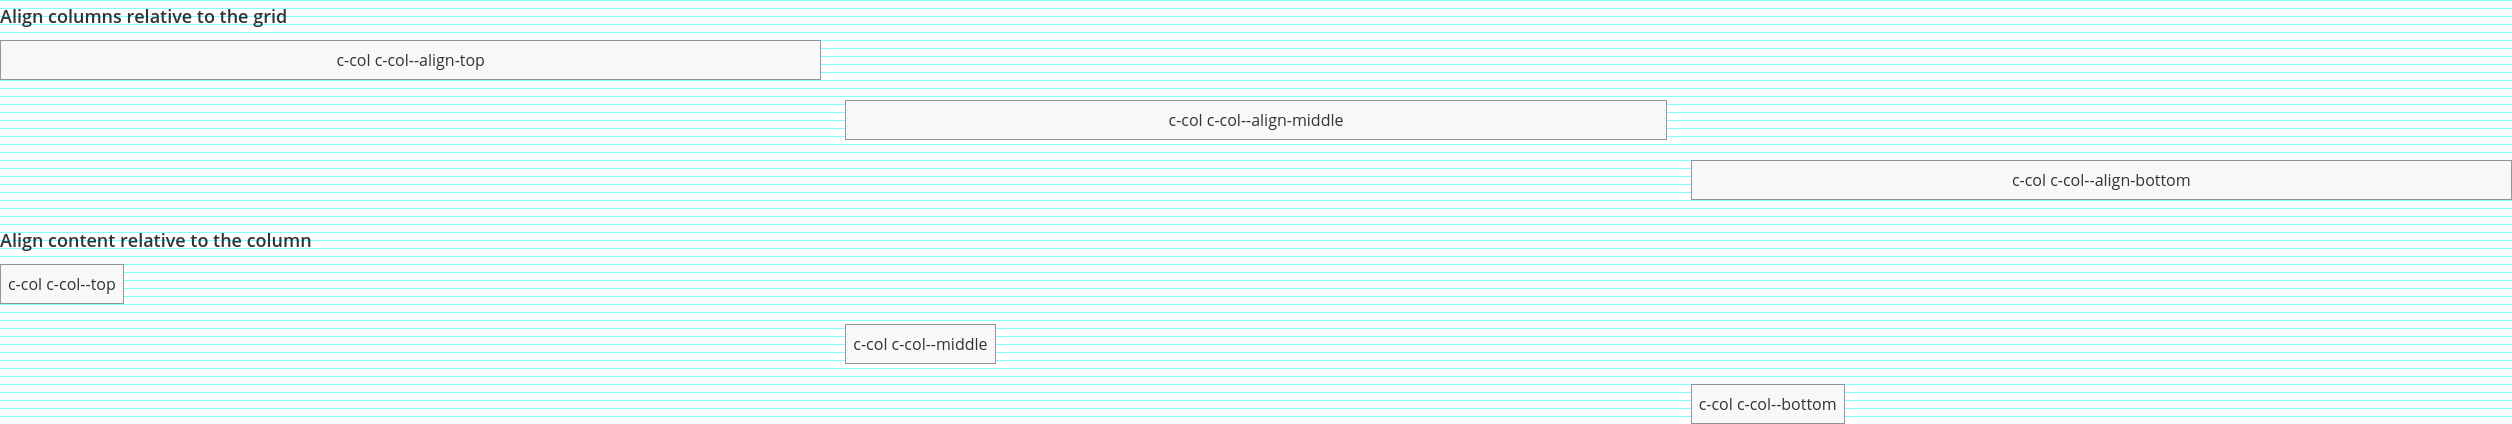 Align columns relative to the grid
c-col c-col--align-top
c-col c-col--align-middle
c-col c-col--align-bottom
Align content relative to the column
c-col c-col--top
c-col c-col--middle
c-col c-col--bottom